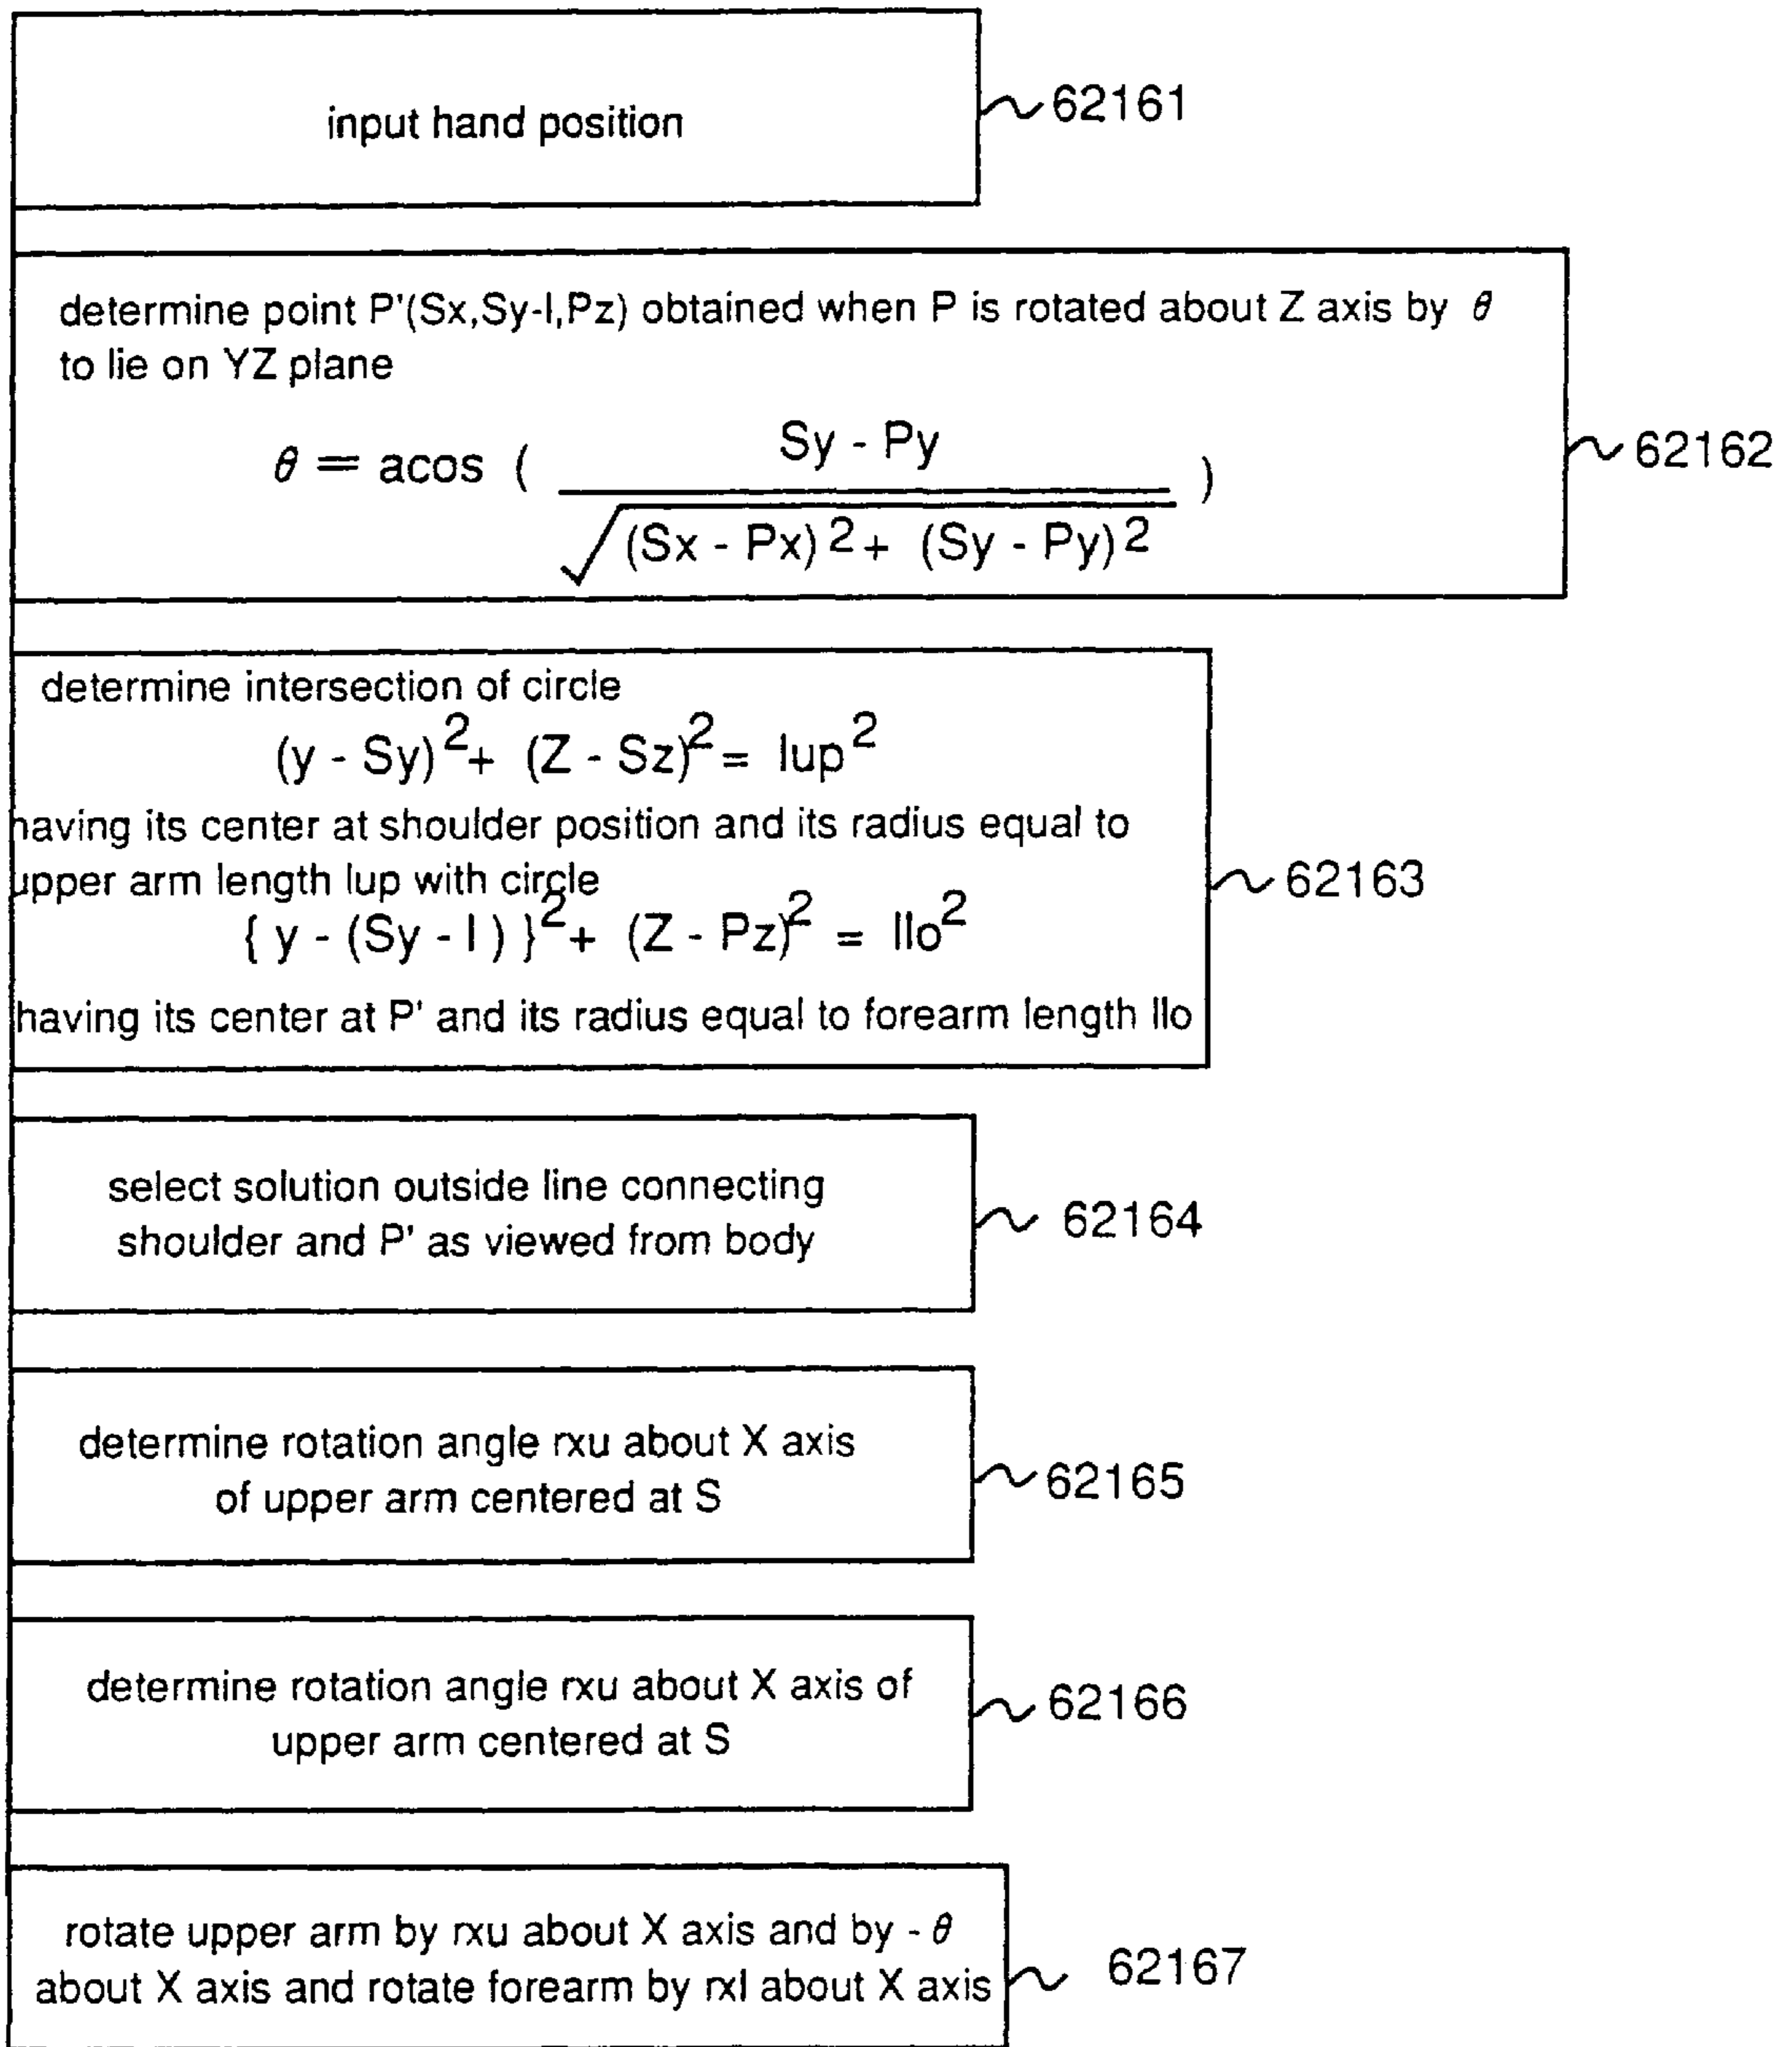 input hand position
62161
determine point P'(Sx,Sy-l,Pz) obtained when P is rotated about Z axis by θ
to lie on YZ plane
θ = acos ( (Sy - Py) / √((Sx - Px)² + (Sy - Py)²) )
62162
determine intersection of circle
(y - Sy)² + (Z - Sz)² = lup²
having its center at shoulder position and its radius equal to
upper arm length lup with circle
{ y - (Sy - l ) }² + (Z - Pz)² = llo²
having its center at P' and its radius equal to forearm length llo
62163
select solution outside line connecting
shoulder and P' as viewed from body
62164
determine rotation angle rxu about X axis
of upper arm centered at S
62165
determine rotation angle rxu about X axis of
upper arm centered at S
62166
rotate upper arm by rxu about X axis and by - θ
about X axis and rotate forearm by rxl about X axis
62167